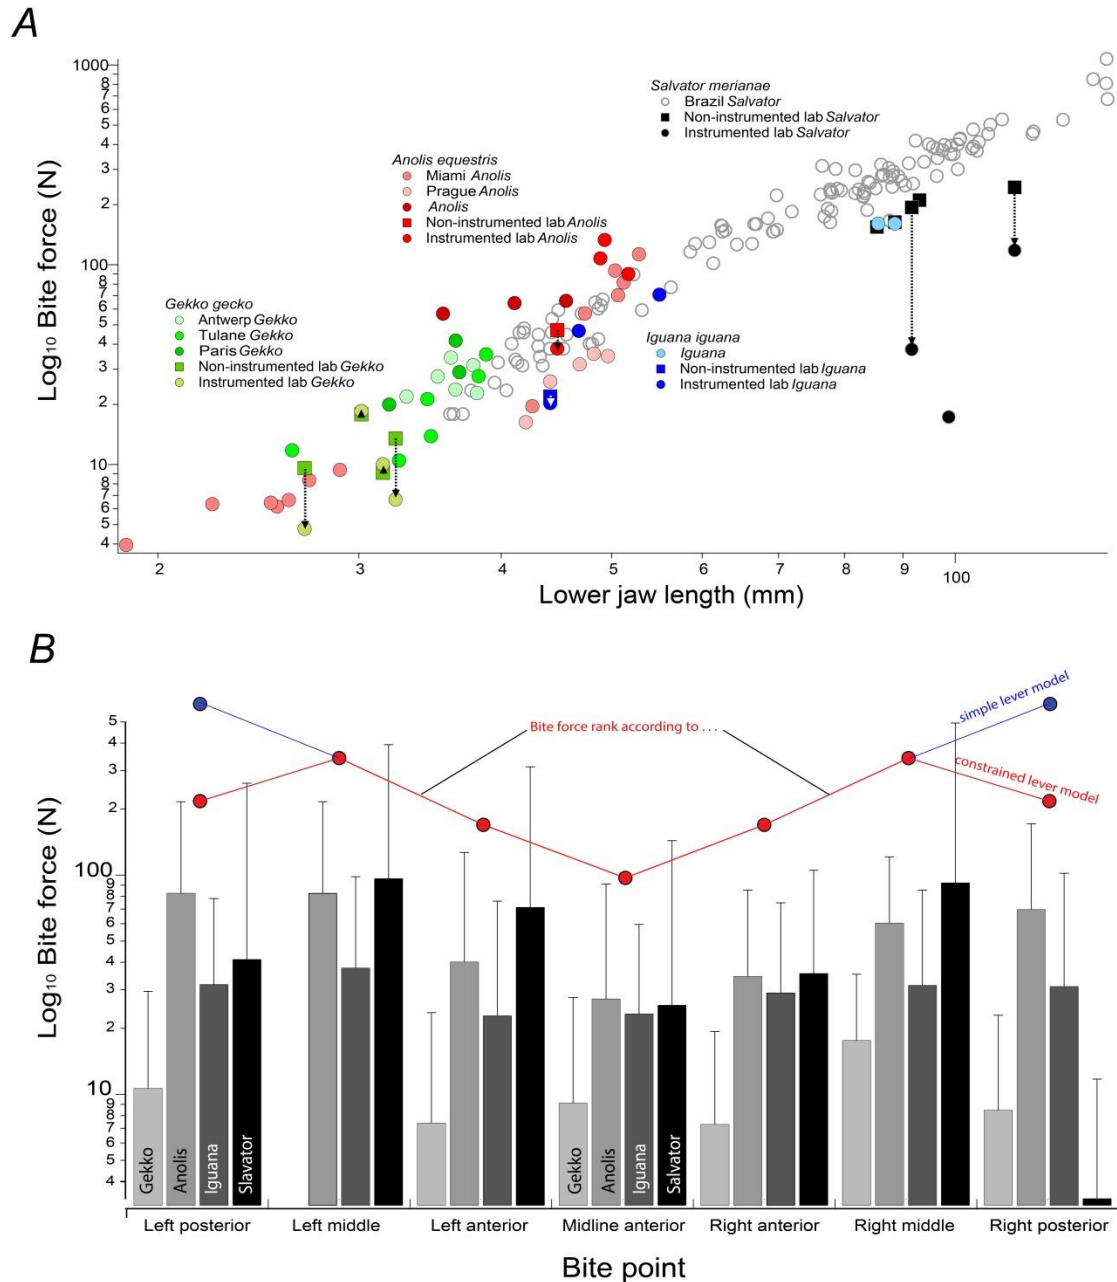 A
Log₁₀ Bite force (N)
1000
8
6
5
4
3
2
100
8
7
6
5
4
3
2
10
8
7
6
5
4
2
3
4
5
6
7
8
9
100
Lower jaw length (mm)
Salvator merianae
Brazil Salvator
Non-instrumented lab Salvator
Instrumented lab Salvator
Anolis equestris
Miami Anolis
Prague Anolis
Anolis
Non-instrumented lab Anolis
Instrumented lab Anolis
Gekko gecko
Antwerp Gekko
Tulane Gekko
Paris Gekko
Non-instrumented lab Gekko
Instrumented lab Gekko
Iguana iguana
Iguana
Non-instrumented lab Iguana
Instrumented lab Iguana
B
Log₁₀ Bite force (N)
5
4
3
2
100
9
8
7
6
5
4
3
2
10
9
8
7
6
5
4
Bite force rank according to . . .
simple lever model
constrained lever model
Gekko
Anolis
Iguana
Slavator
Gekko
Anolis
Iguana
Salvator
Left posterior
Left middle
Left anterior
Midline anterior
Right anterior
Right middle
Right posterior
Bite point